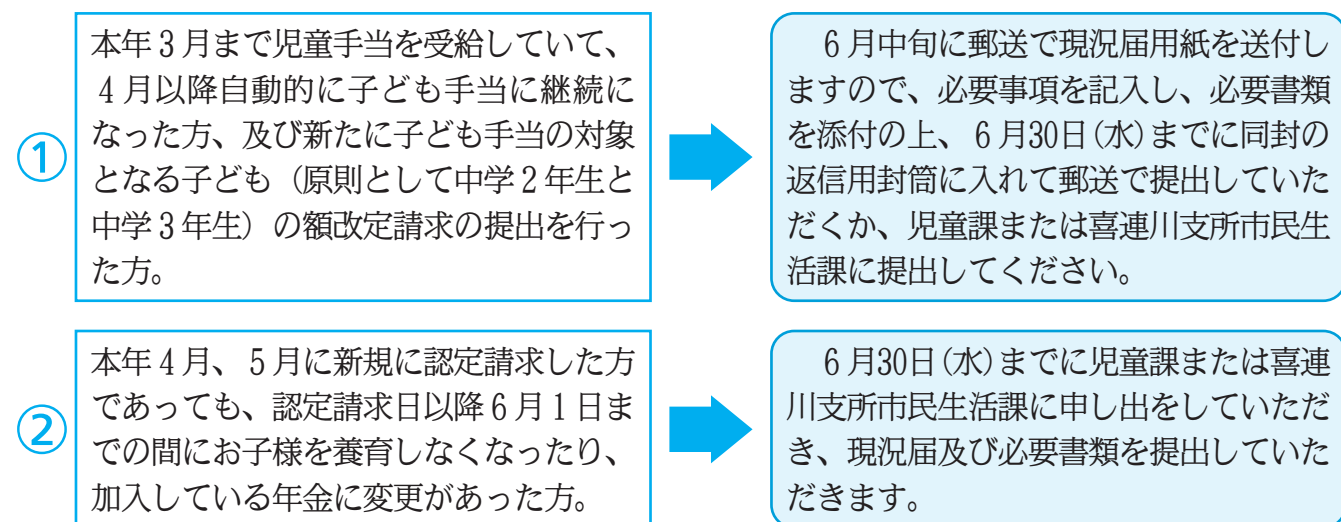 ①
本年3月まで児童手当を受給していて、
4月以降自動的に子ども手当に継続に
なった方、及び新たに子ども手当の対象
となる子ども（原則として中学2年生と
中学3年生）の額改定請求の提出を行っ
た方。
6月中旬に郵送で現況届用紙を送付し
ますので、必要事項を記入し、必要書類
を添付の上、6月30日(水)までに同封の
返信用封筒に入れて郵送で提出していた
だくか、児童課または喜連川支所市民生
活課に提出してください。
②
本年4月、5月に新規に認定請求した方
であっても、認定請求日以降6月1日ま
での間にお子様を養育しなくなったり、
加入している年金に変更があった方。
6月30日(水)までに児童課または喜連
川支所市民生活課に申し出をしていただ
き、現況届及び必要書類を提出していた
だきます。